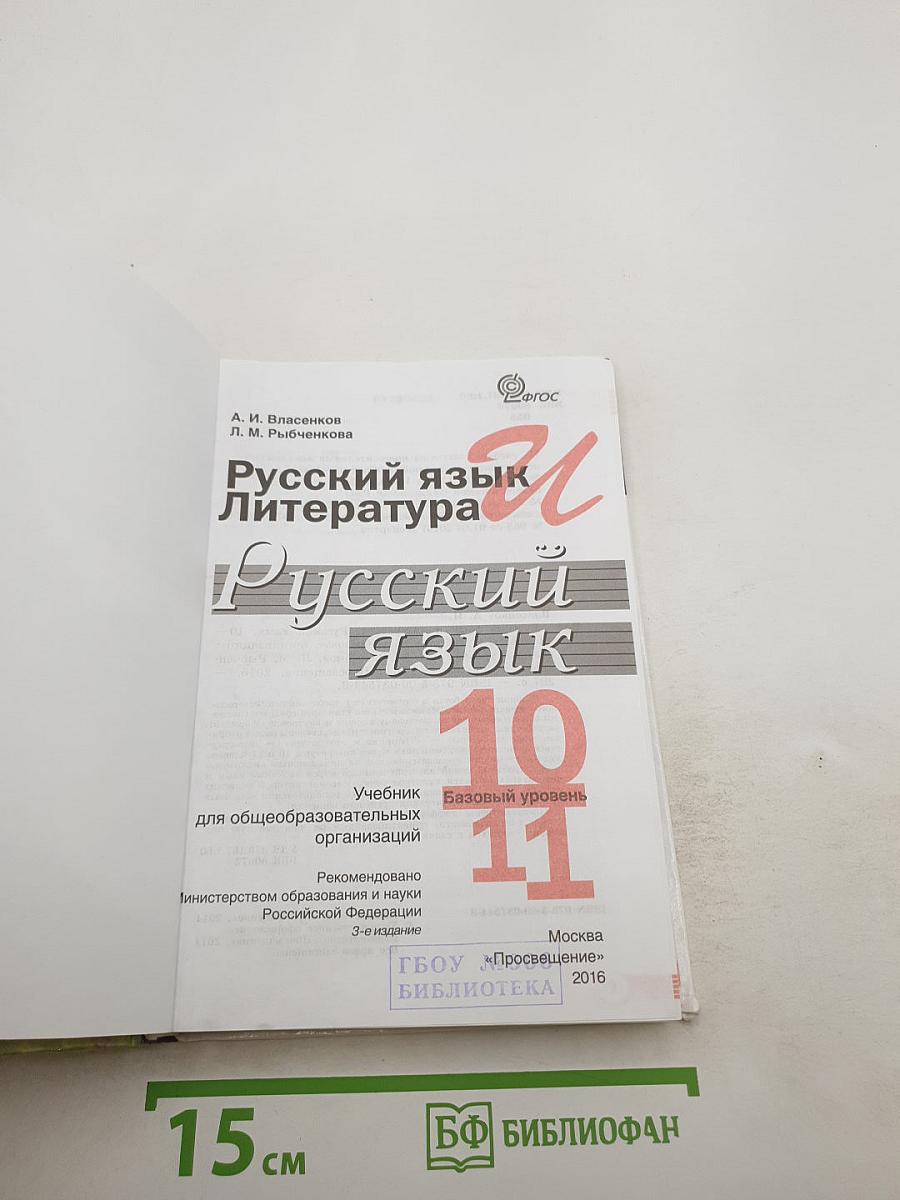 ФГОС
А. И. Власенков
Л. М. Рыбченкова
Русский язык и
Литература
Русский
язык
10
Базовый уровень
11
Учебник
для общеобразовательных
организаций
Рекомендовано
Министерством образования и науки
Российской Федерации
3-е издание
Москва
«Просвещение»
2016
ГБОУ
БИБЛИОТЕКА
15 см
БФ БИБЛИОФАН